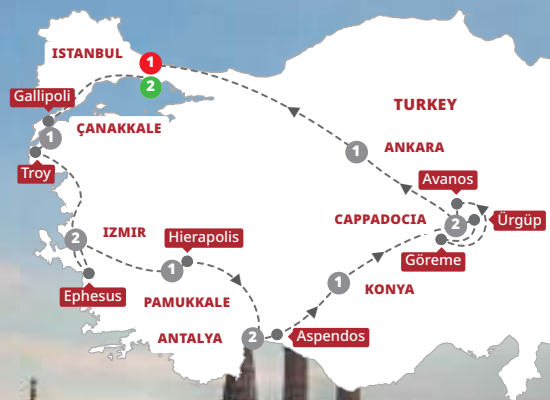 ISTANBUL
1
2
Gallipoli
TURKEY
1
ÇANAKKALE
1
ANKARA
Troy
Avanos
CAPPADOCIA
2
Ürgüp
2
IZMIR
Hierapolis
Göreme
1
Ephesus
PAMUKKALE
1
KONYA
ANTALYA
2
Aspendos